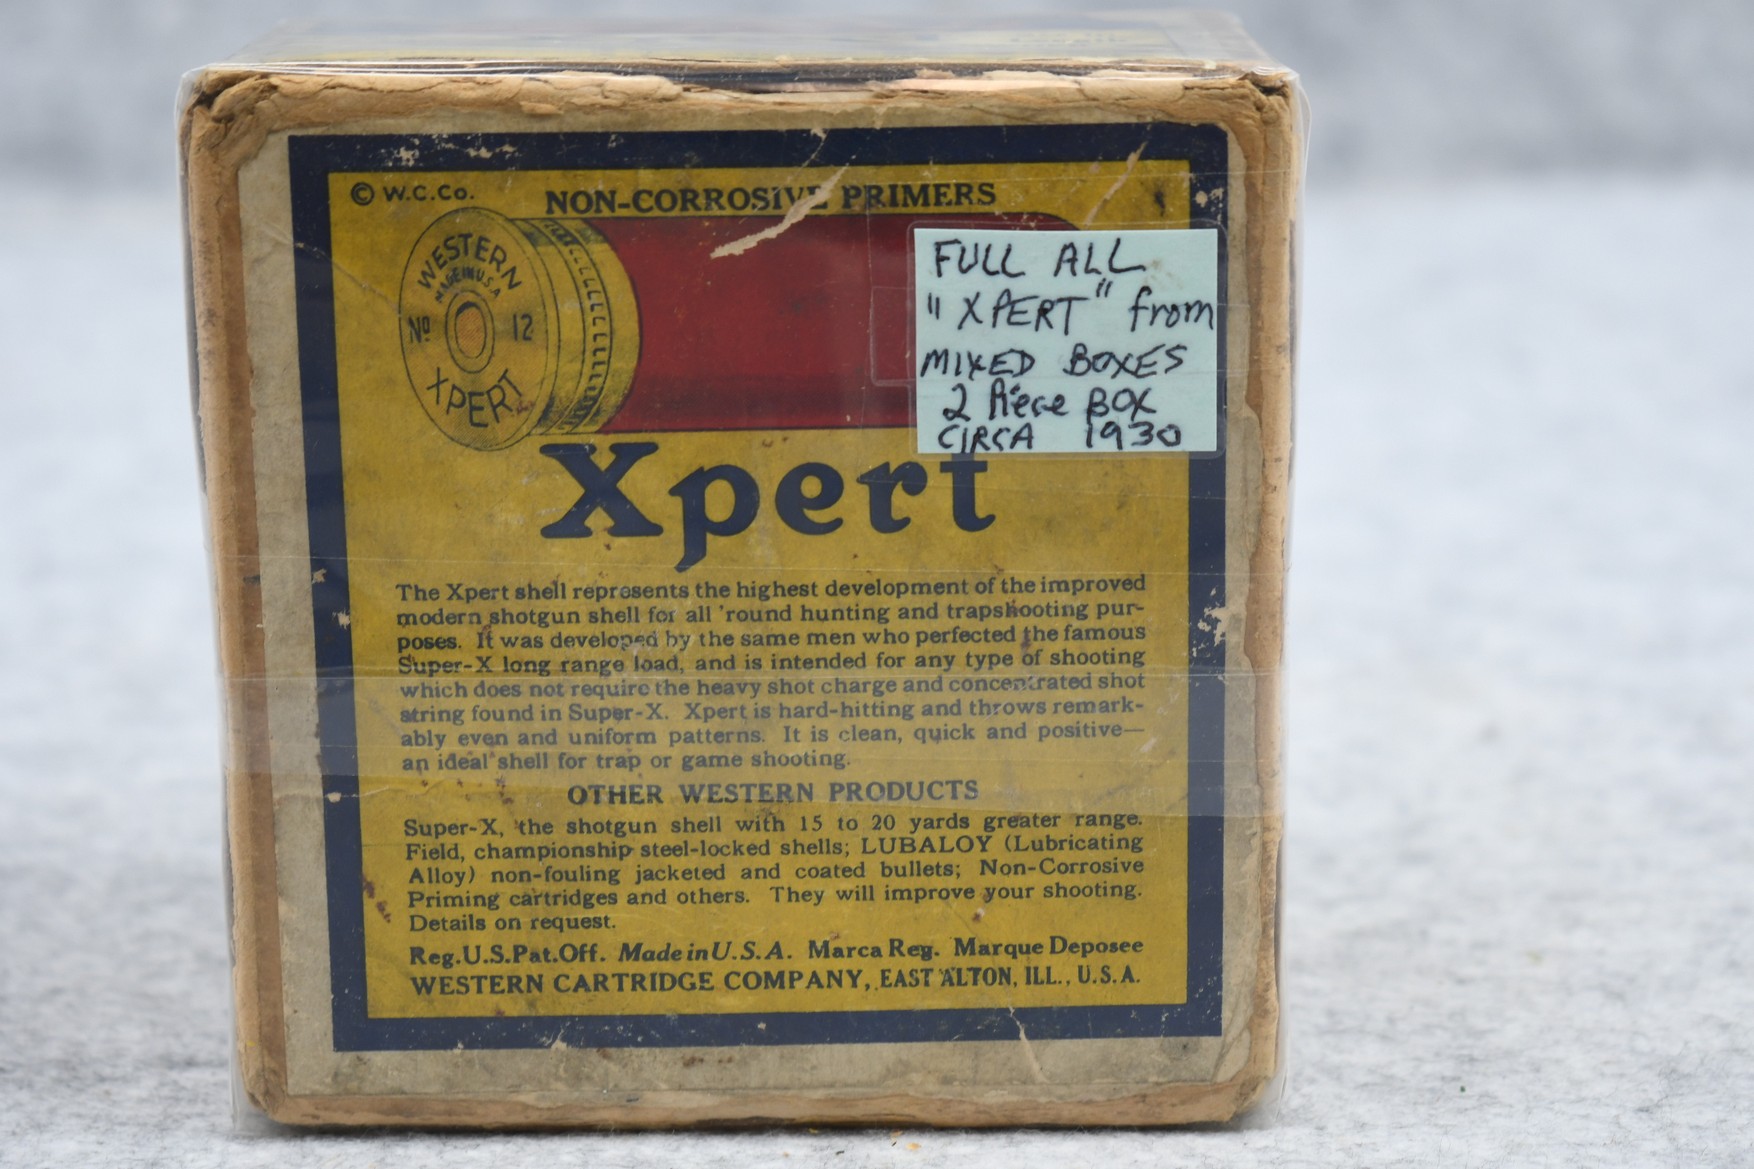 © W.C.Co.
NON-CORROSIVE PRIMERS
WESTERN
MADE IN U.S.A
No 12
XPERT
FULL ALL
"XPERT" from
MIXED BOXES
2 Piece BOX
CIRCA 1930
Xpert
The Xpert shell represents the highest development of the improved
modern shotgun shell for all 'round hunting and trapshooting pur-
poses. It was developed by the same men who perfected the famous
Super-X long range load, and is intended for any type of shooting
which does not require the heavy shot charge and concentrated shot
string found in Super-X. Xpert is hard-hitting and throws remark-
ably even and uniform patterns. It is clean, quick and positive—
an ideal shell for trap or game shooting.
OTHER WESTERN PRODUCTS
Super-X, the shotgun shell with 15 to 20 yards greater range.
Field, championship steel-locked shells; LUBALOY (Lubricating
Alloy) non-fouling jacketed and coated bullets; Non-Corrosive
Priming cartridges and others. They will improve your shooting.
Details on request.
Reg.U.S.Pat.Off. Made in U.S.A. Marca Reg. Marque Deposee
WESTERN CARTRIDGE COMPANY, EAST ALTON, ILL., U.S.A.